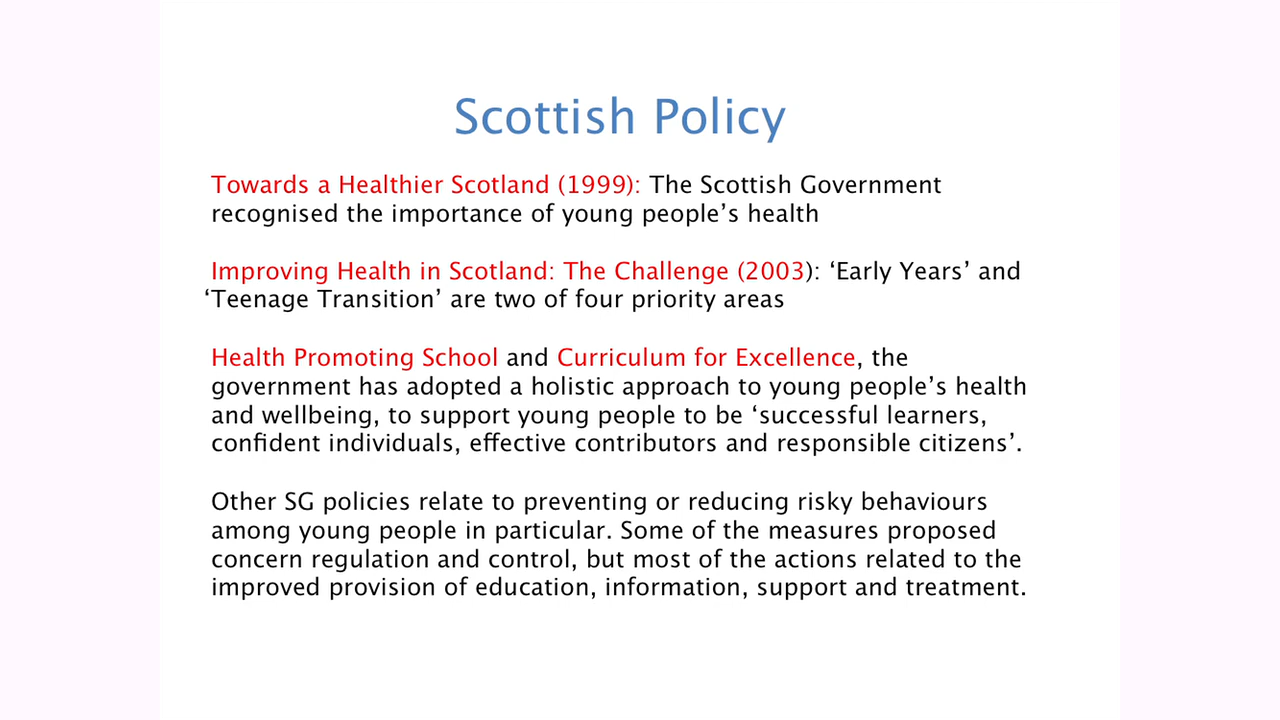 Scottish Policy
Towards a Healthier Scotland (1999): The Scottish Government
recognised the importance of young people’s health
Improving Health in Scotland: The Challenge (2003): ‘Early Years’ and
‘Teenage Transition’ are two of four priority areas
Health Promoting School and Curriculum for Excellence, the
government has adopted a holistic approach to young people’s health
and wellbeing, to support young people to be ‘successful learners,
confident individuals, effective contributors and responsible citizens’.
Other SG policies relate to preventing or reducing risky behaviours
among young people in particular. Some of the measures proposed
concern regulation and control, but most of the actions related to the
improved provision of education, information, support and treatment.